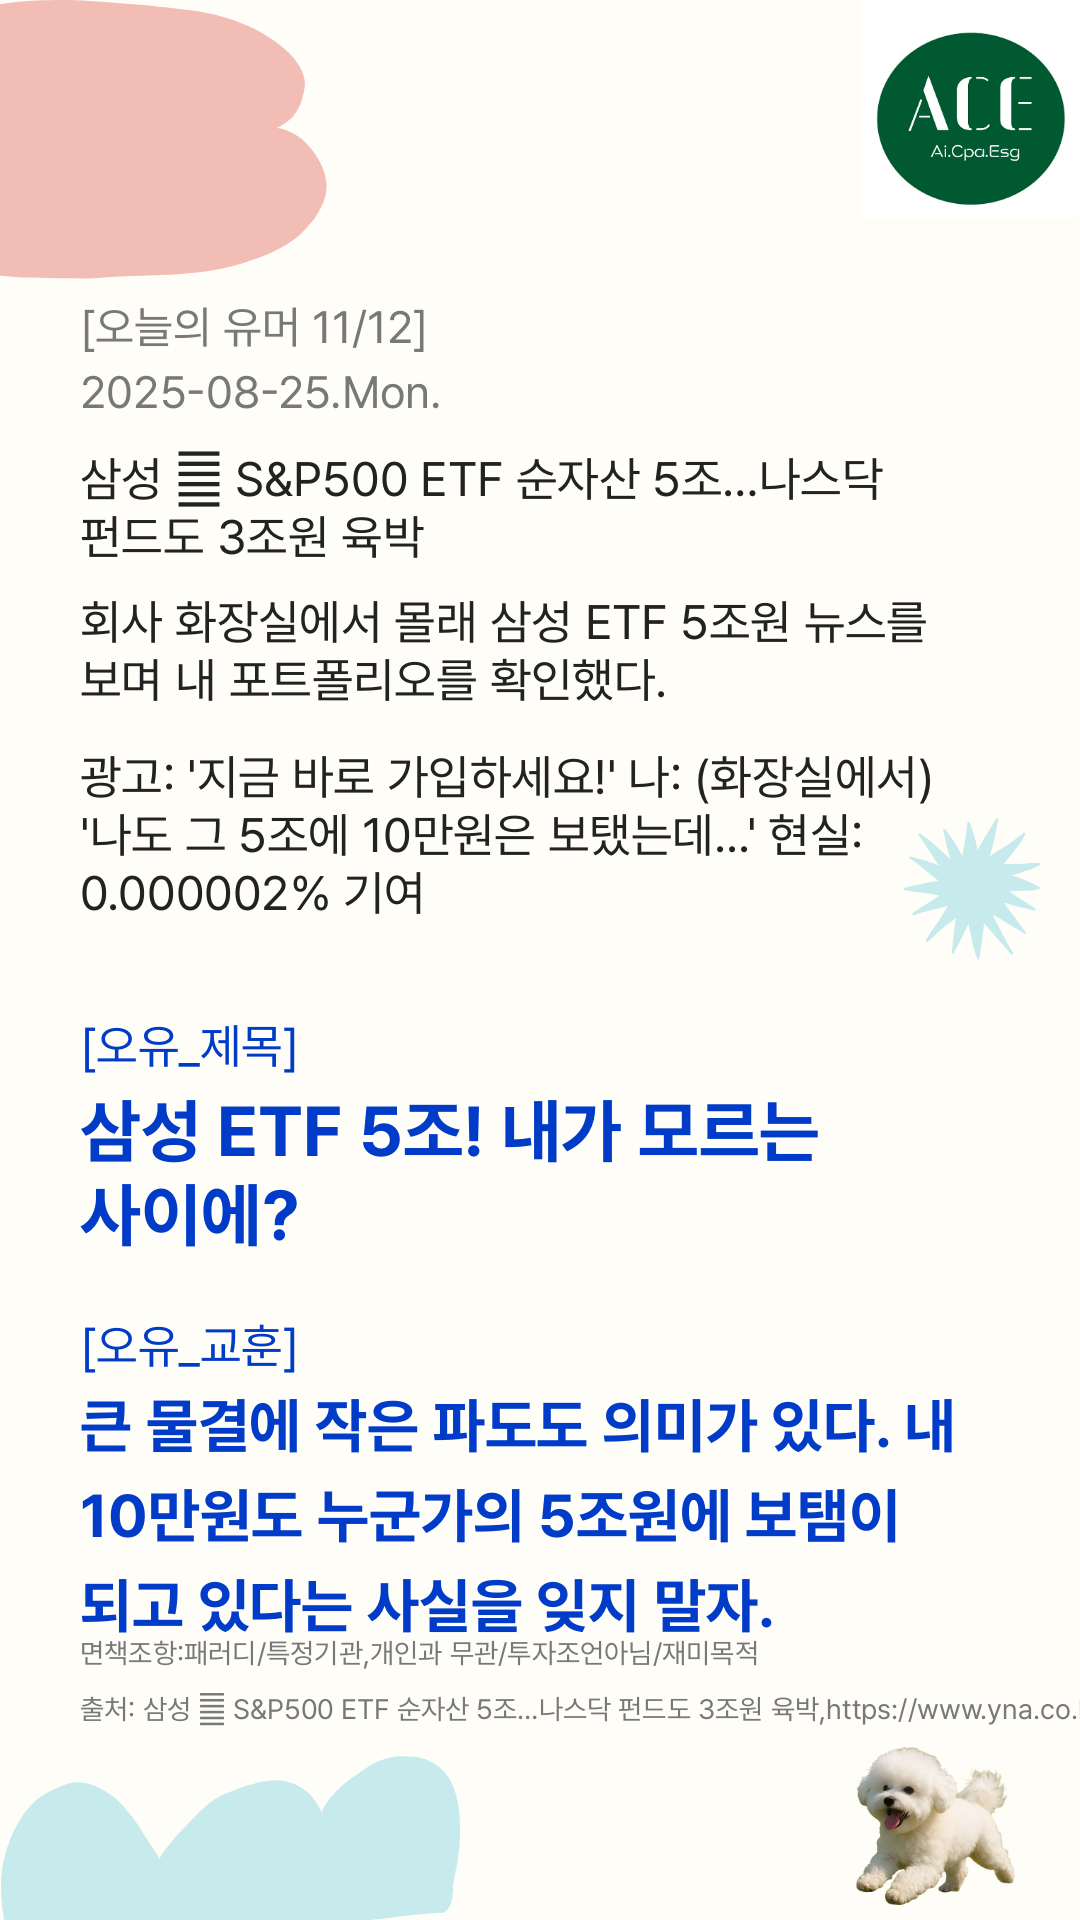 ACE
Ai.Cpa.Esg
[오늘의 유머 11/12]
2025-08-25.Mon.
삼성 S&P500 ETF 순자산 5조…나스닥
펀드도 3조원 육박
회사 화장실에서 몰래 삼성 ETF 5조원 뉴스를
보며 내 포트폴리오를 확인했다.
광고: '지금 바로 가입하세요!' 나: (화장실에서)
'나도 그 5조에 10만원은 보탰는데...' 현실:
0.000002% 기여
[오유_제목]
삼성 ETF 5조! 내가 모르는
사이에?
[오유_교훈]
큰 물결에 작은 파도도 의미가 있다. 내
10만원도 누군가의 5조원에 보탬이
되고 있다는 사실을 잊지 말자.
면책조항:패러디/특정기관,개인과 무관/투자조언아님/재미목적
출처: 삼성 S&P500 ETF 순자산 5조…나스닥 펀드도 3조원 육박,https://www.yna.co.